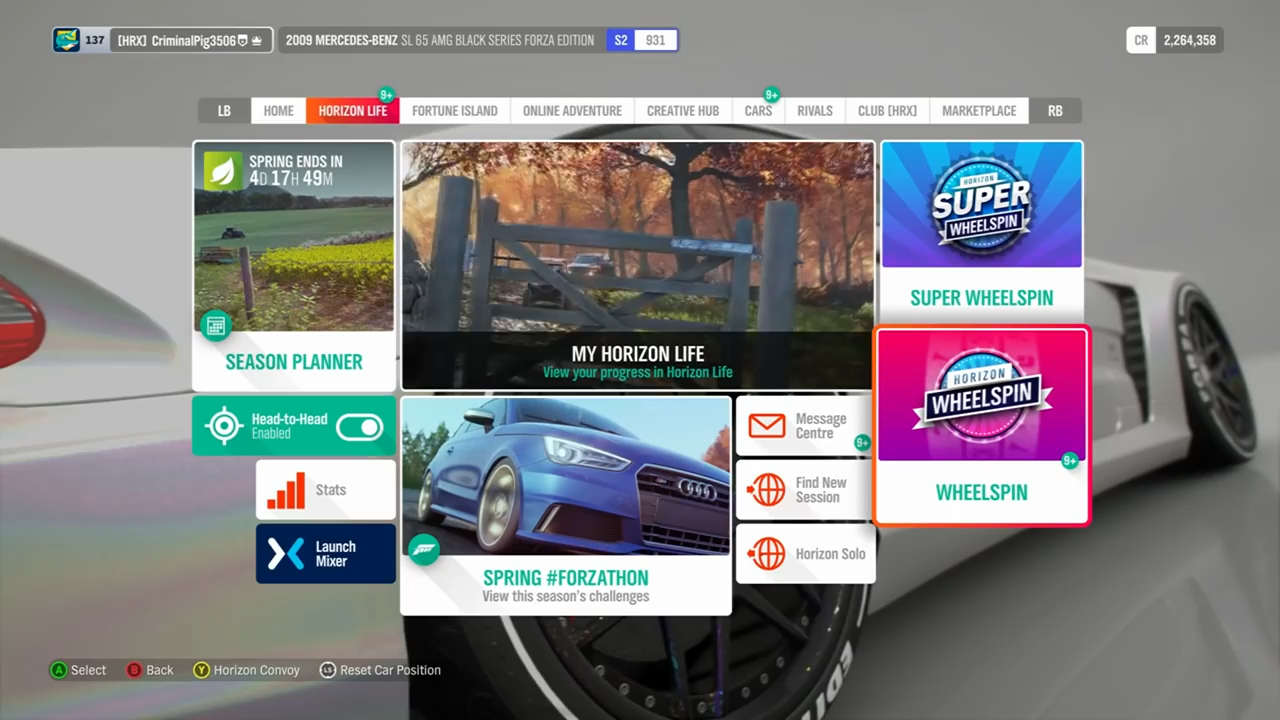 137 [HRX] CriminalPig3506
2009 MERCEDES-BENZ SL 65 AMG BLACK SERIES FORZA EDITION S2 931
CR 2,264,358
LB HOME HORIZON LIFE 9+ FORTUNE ISLAND ONLINE ADVENTURE CREATIVE HUB CARS 9+ RIVALS CLUB [HRX] MARKETPLACE RB
SPRING ENDS IN
4D 17H 49M
SEASON PLANNER
MY HORIZON LIFE
View your progress in Horizon Life
HORIZON
SUPER
WHEELSPIN
SUPER WHEELSPIN
HORIZON
WHEELSPIN
9+
WHEELSPIN
Head-to-Head
Enabled
Stats
Launch
Mixer
SPRING #FORZATHON
View this season's challenges
Message
Centre
9+
Find New
Session
Horizon Solo
A Select B Back Y Horizon Convoy LS Reset Car Position